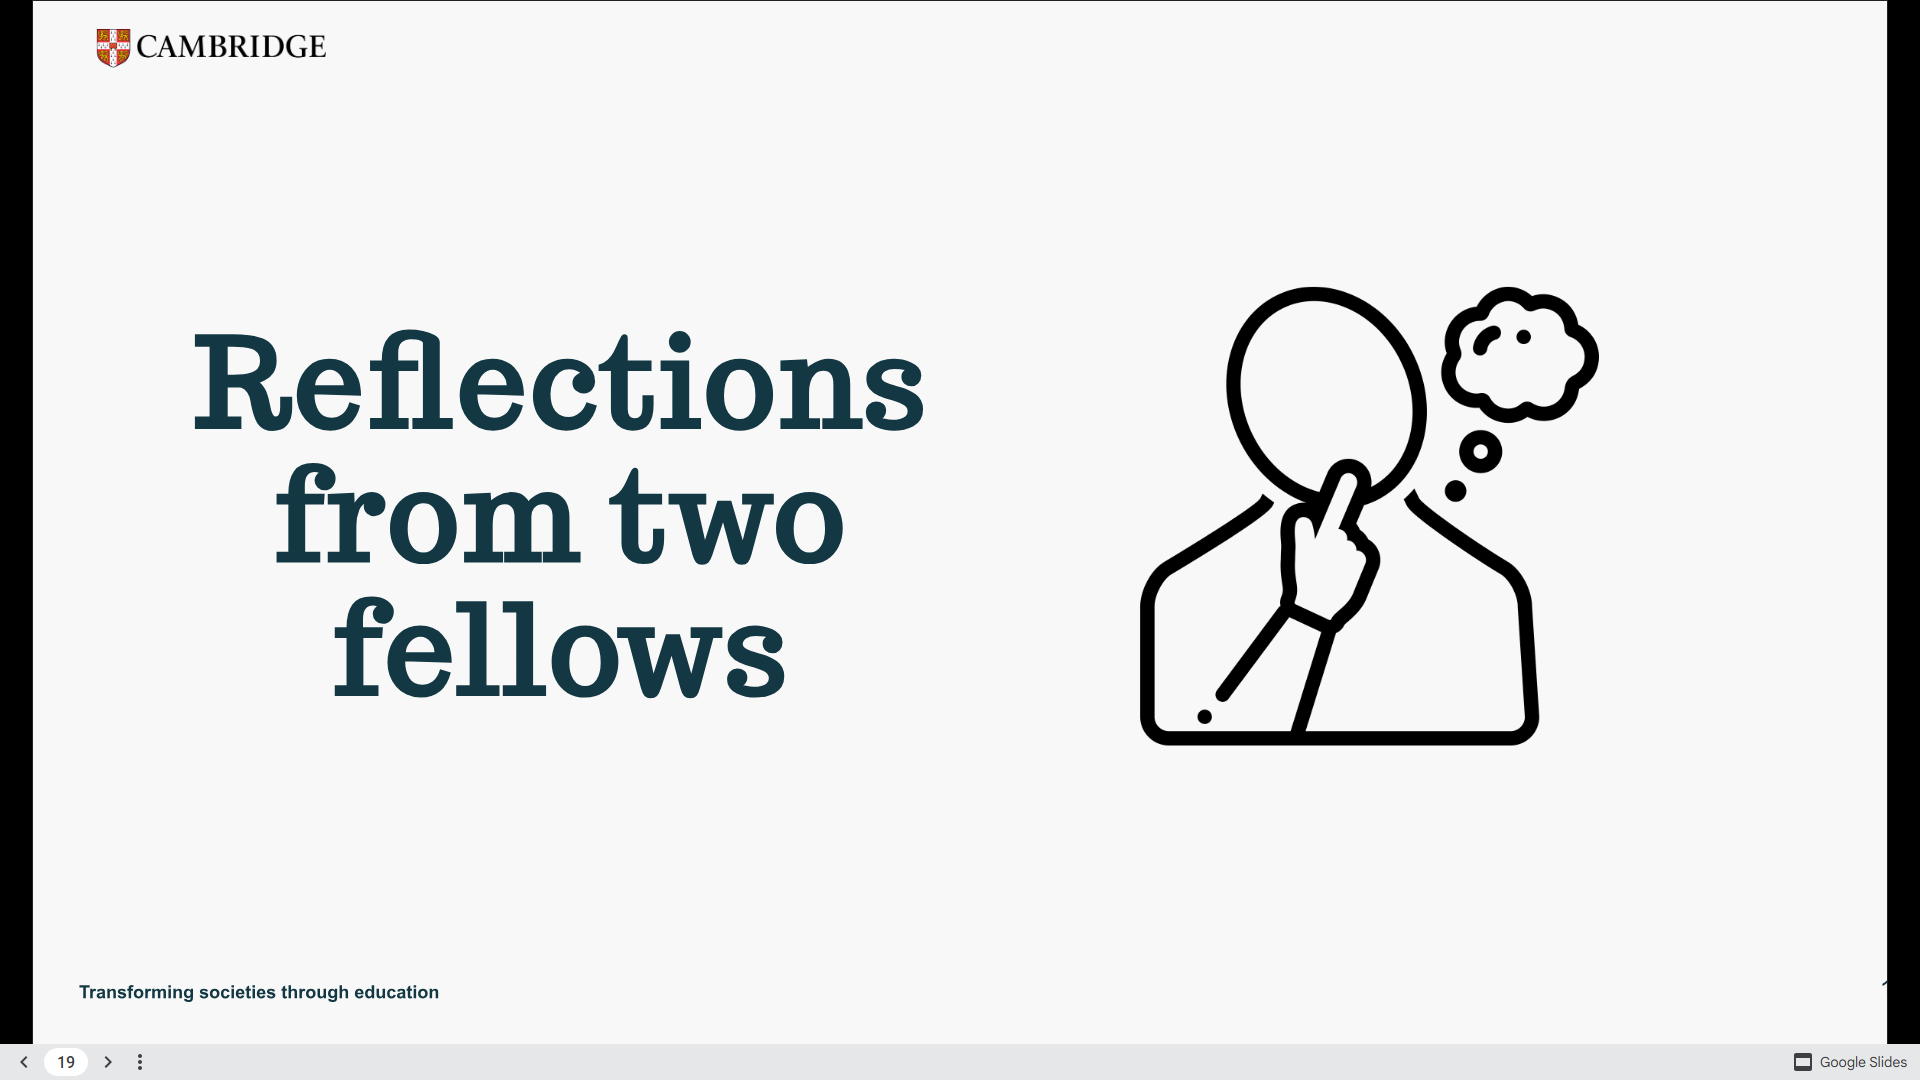 CAMBRIDGE
Reflections
from two
fellows
Transforming societies through education
19
Google Slides